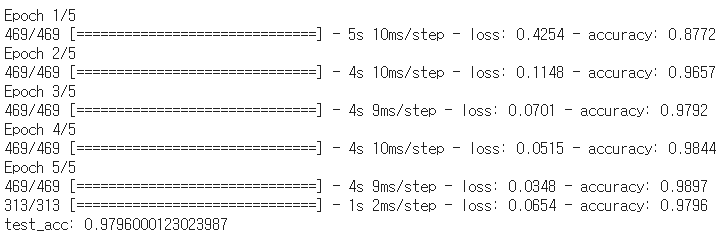 Epoch 1/5
469/469 [==============================] - 5s 10ms/step - loss: 0.4254 - accuracy: 0.8772
Epoch 2/5
469/469 [==============================] - 4s 10ms/step - loss: 0.1148 - accuracy: 0.9657
Epoch 3/5
469/469 [==============================] - 4s 9ms/step - loss: 0.0701 - accuracy: 0.9792
Epoch 4/5
469/469 [==============================] - 4s 10ms/step - loss: 0.0515 - accuracy: 0.9844
Epoch 5/5
469/469 [==============================] - 4s 9ms/step - loss: 0.0348 - accuracy: 0.9897
313/313 [==============================] - 1s 2ms/step - loss: 0.0654 - accuracy: 0.9796
test_acc: 0.9796000123023987